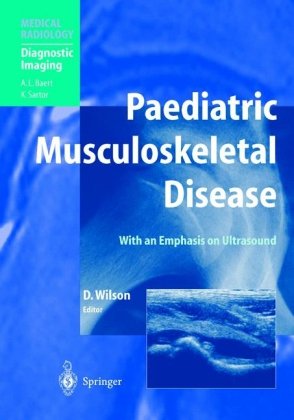 MEDICAL
RADIOLOGY
Diagnostic
Imaging
A. L. Baert
K. Sartor
Paediatric
Musculoskeletal
Disease
With an Emphasis on Ultrasound
D. Wilson
Editor
Springer